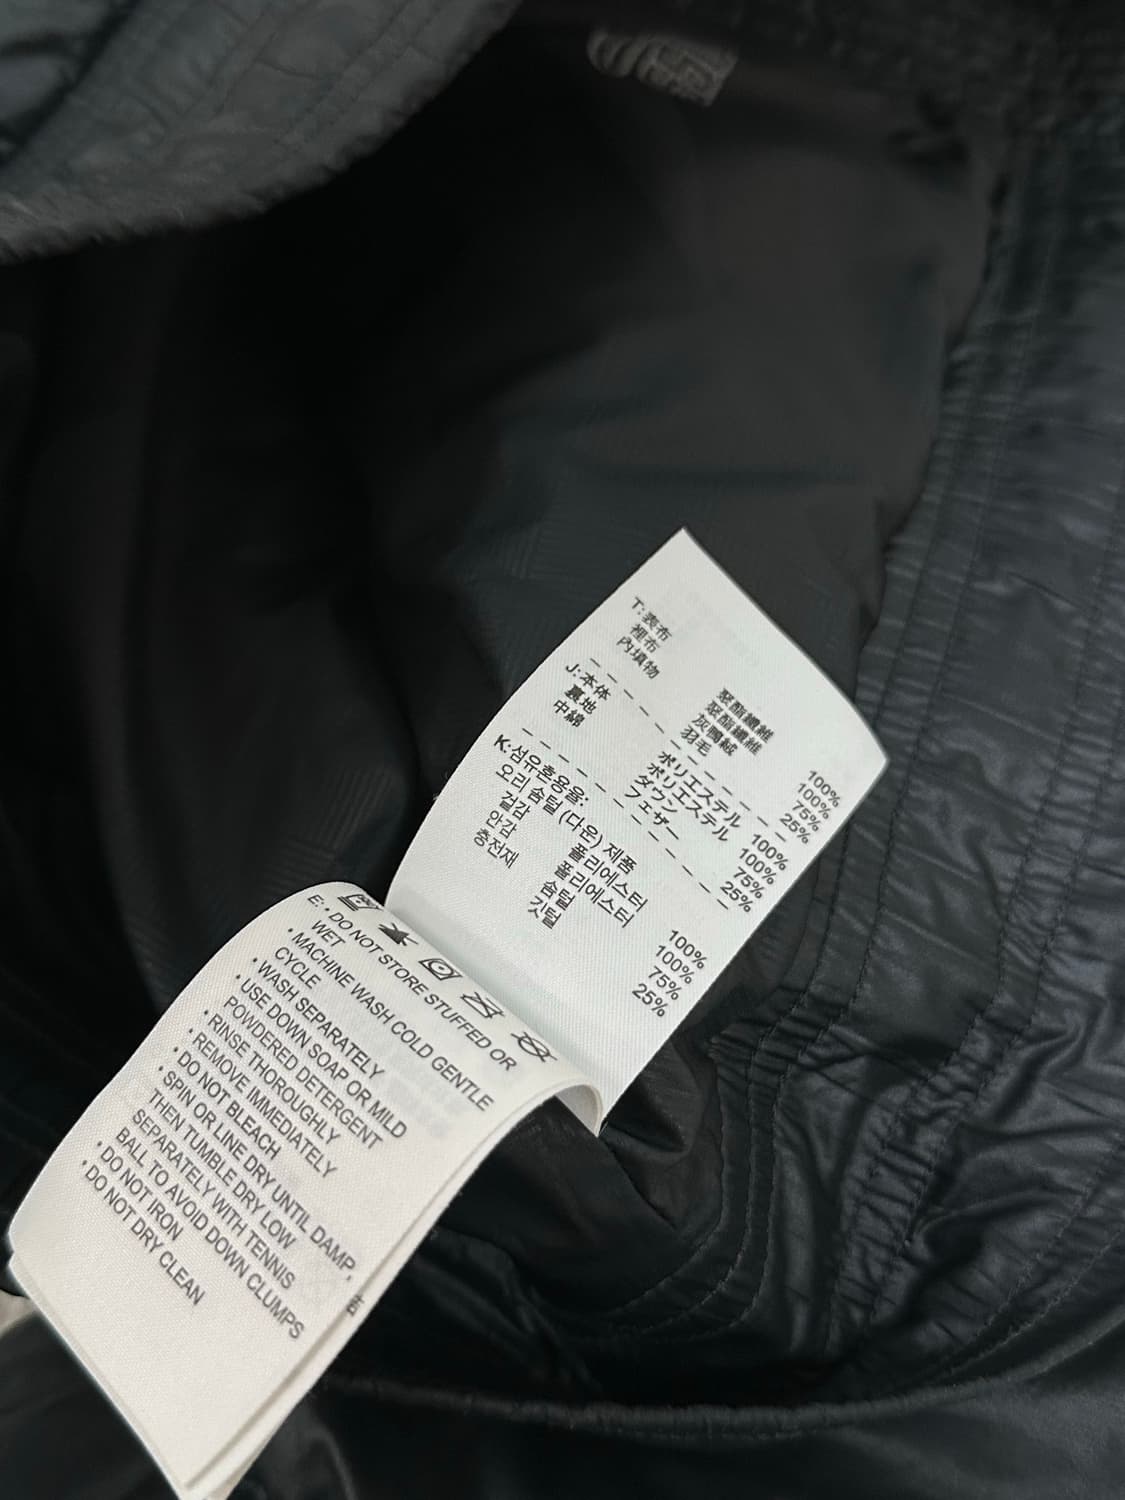 T:表布 聚酯纖維 100%
裡布 聚酯纖維 100%
內填物 灰鴨絨 75%
羽毛 25%
J:本体 ポリエステル 100%
裏地 ポリエステル 100%
中綿 ダウン 75%
フェザー 25%
K:섬유혼용율:
오리 솜털 (다운) 제품
겉감 폴리에스터 100%
안감 폴리에스터 100%
충전재 솜털 75%
깃털 25%
E: • DO NOT STORE STUFFED OR
WET
• MACHINE WASH COLD GENTLE
CYCLE
• WASH SEPARATELY
• USE DOWN SOAP OR MILD
POWDERED DETERGENT
• RINSE THOROUGHLY
• REMOVE IMMEDIATELY
• DO NOT BLEACH
• SPIN OR LINE DRY UNTIL DAMP,
THEN TUMBLE DRY LOW
SEPARATELY WITH TENNIS
BALL TO AVOID DOWN CLUMPS
• DO NOT IRON
• DO NOT DRY CLEAN